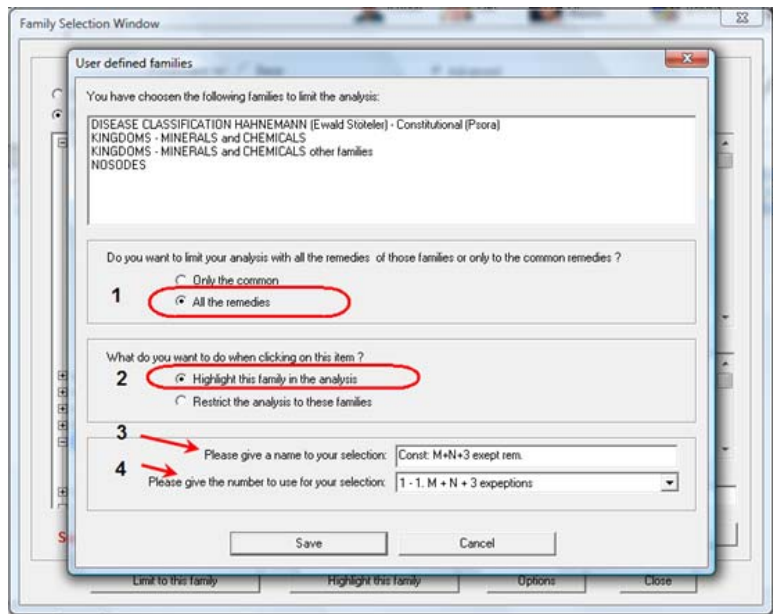 Family Selection Window
User defined families
You have choosen the following families to limit the analysis:
DISEASE CLASSIFICATION HAHNEMANN (Ewald Stöteler) - Constitutional (Psora)
KINGDOMS - MINERALS and CHEMICALS
KINGDOMS - MINERALS and CHEMICALS other families
NOSODES
Do you want to limit your analysis with all the remedies of those families or only to the common remedies ?
Only the common
1
All the remedies
What do you want to do when clicking on this item ?
2
Highlight this family in the analysis
Restrict the analysis to these families
3
Please give a name to your selection: Const: M+N+3 exept rem.
4
Please give the number to use for your selection: 1 - 1. M + N + 3 expeptions
Save Cancel
Limit to this family Highlight this family Options Close